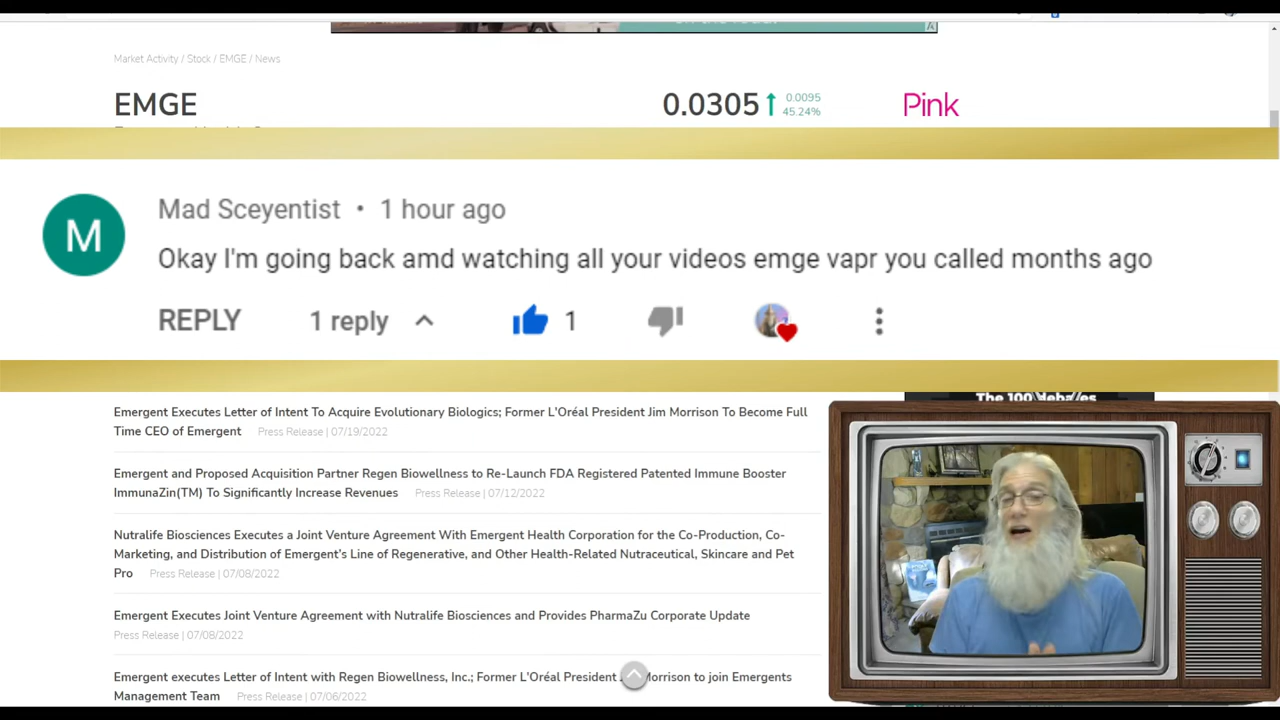 Market Activity / Stock / EMGE / News
EMGE
0.0305
0.0095
45.24%
Pink
M
Mad Sceyentist • 1 hour ago
Okay I'm going back amd watching all your videos emge vapr you called months ago
REPLY
1 reply
1
Emergent Executes Letter of Intent To Acquire Evolutionary Biologics; Former L'Oréal President Jim Morrison To Become Full
Time CEO of Emergent Press Release | 07/19/2022
Emergent and Proposed Acquisition Partner Regen Biowellness to Re-Launch FDA Registered Patented Immune Booster
ImmunaZin(TM) To Significantly Increase Revenues Press Release | 07/12/2022
Nutralife Biosciences Executes a Joint Venture Agreement With Emergent Health Corporation for the Co-Production, Co-
Marketing, and Distribution of Emergent's Line of Regenerative, and Other Health-Related Nutraceutical, Skincare and Pet
Pro Press Release | 07/08/2022
Emergent Executes Joint Venture Agreement with Nutralife Biosciences and Provides PharmaZu Corporate Update
Press Release | 07/08/2022
Emergent executes Letter of Intent with Regen Biowellness, Inc.; Former L'Oréal President Morrison to join Emergents
Management Team Press Release | 07/06/2022
The 100